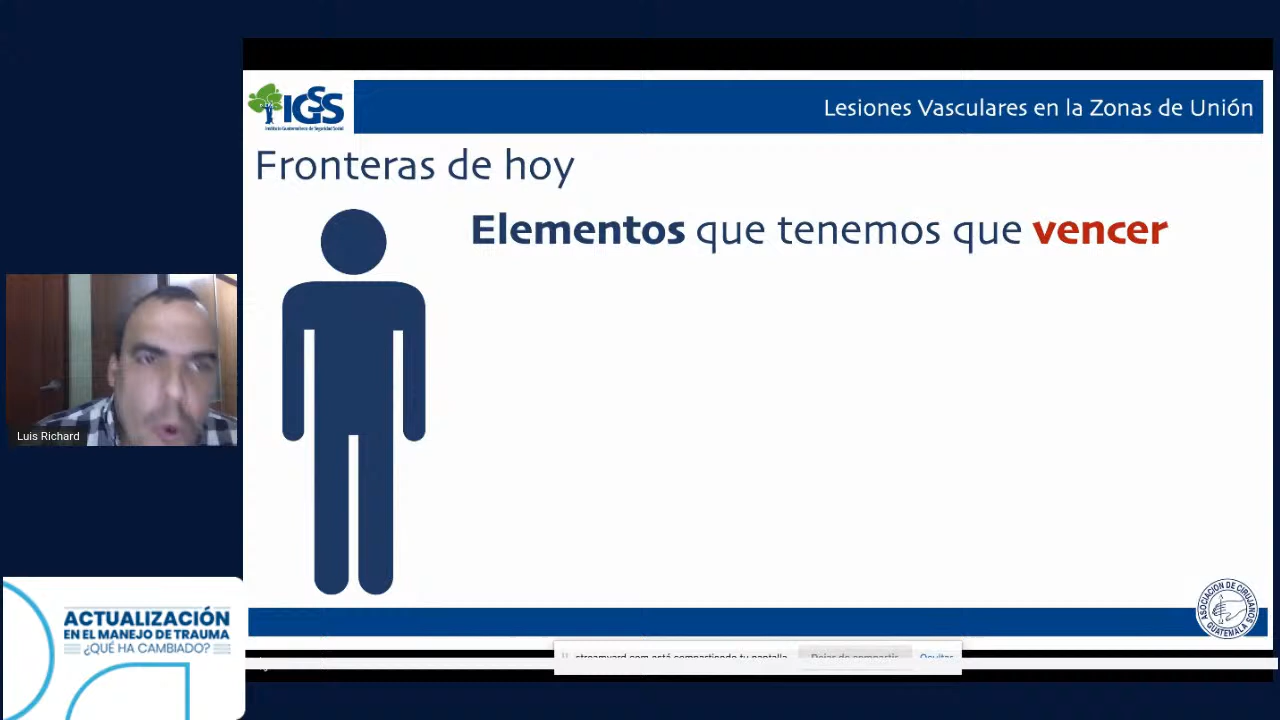 IGSS
Instituto Guatemalteco de Seguridad Social
Lesiones Vasculares en la Zonas de Unión
Fronteras de hoy
Elementos que tenemos que vencer
Luis Richard
ACTUALIZACIÓN
EN EL MANEJO DE TRAUMA
¿QUÉ HA CAMBIADO?
ASOCIACION DE CIRUJANOS
GUATEMALA
streamyard.com está compartiendo tu pantalla.
Dejar de compartir
Ocultar